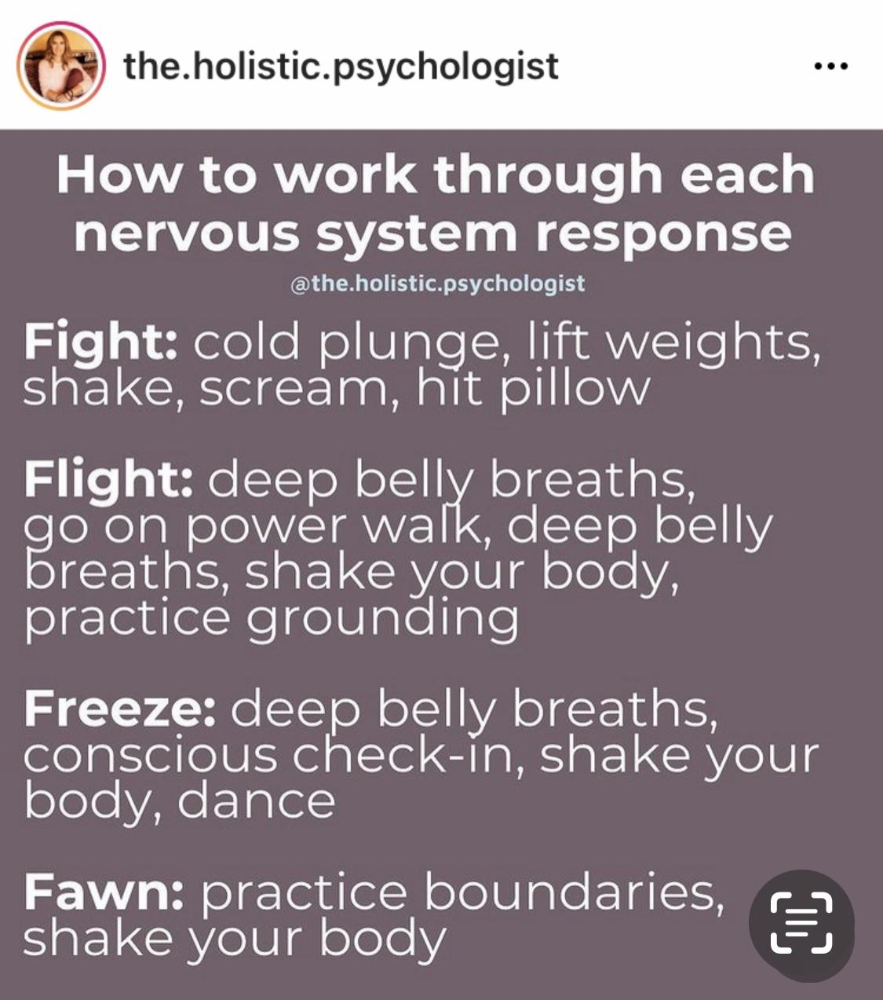 the.holistic.psychologist
How to work through each
nervous system response
@the.holistic.psychologist
Fight: cold plunge, lift weights,
shake, scream, hit pillow
Flight: deep belly breaths,
go on power walk, deep belly
breaths, shake your body,
practice grounding
Freeze: deep belly breaths,
conscious check-in, shake your
body, dance
Fawn: practice boundaries,
shake your body